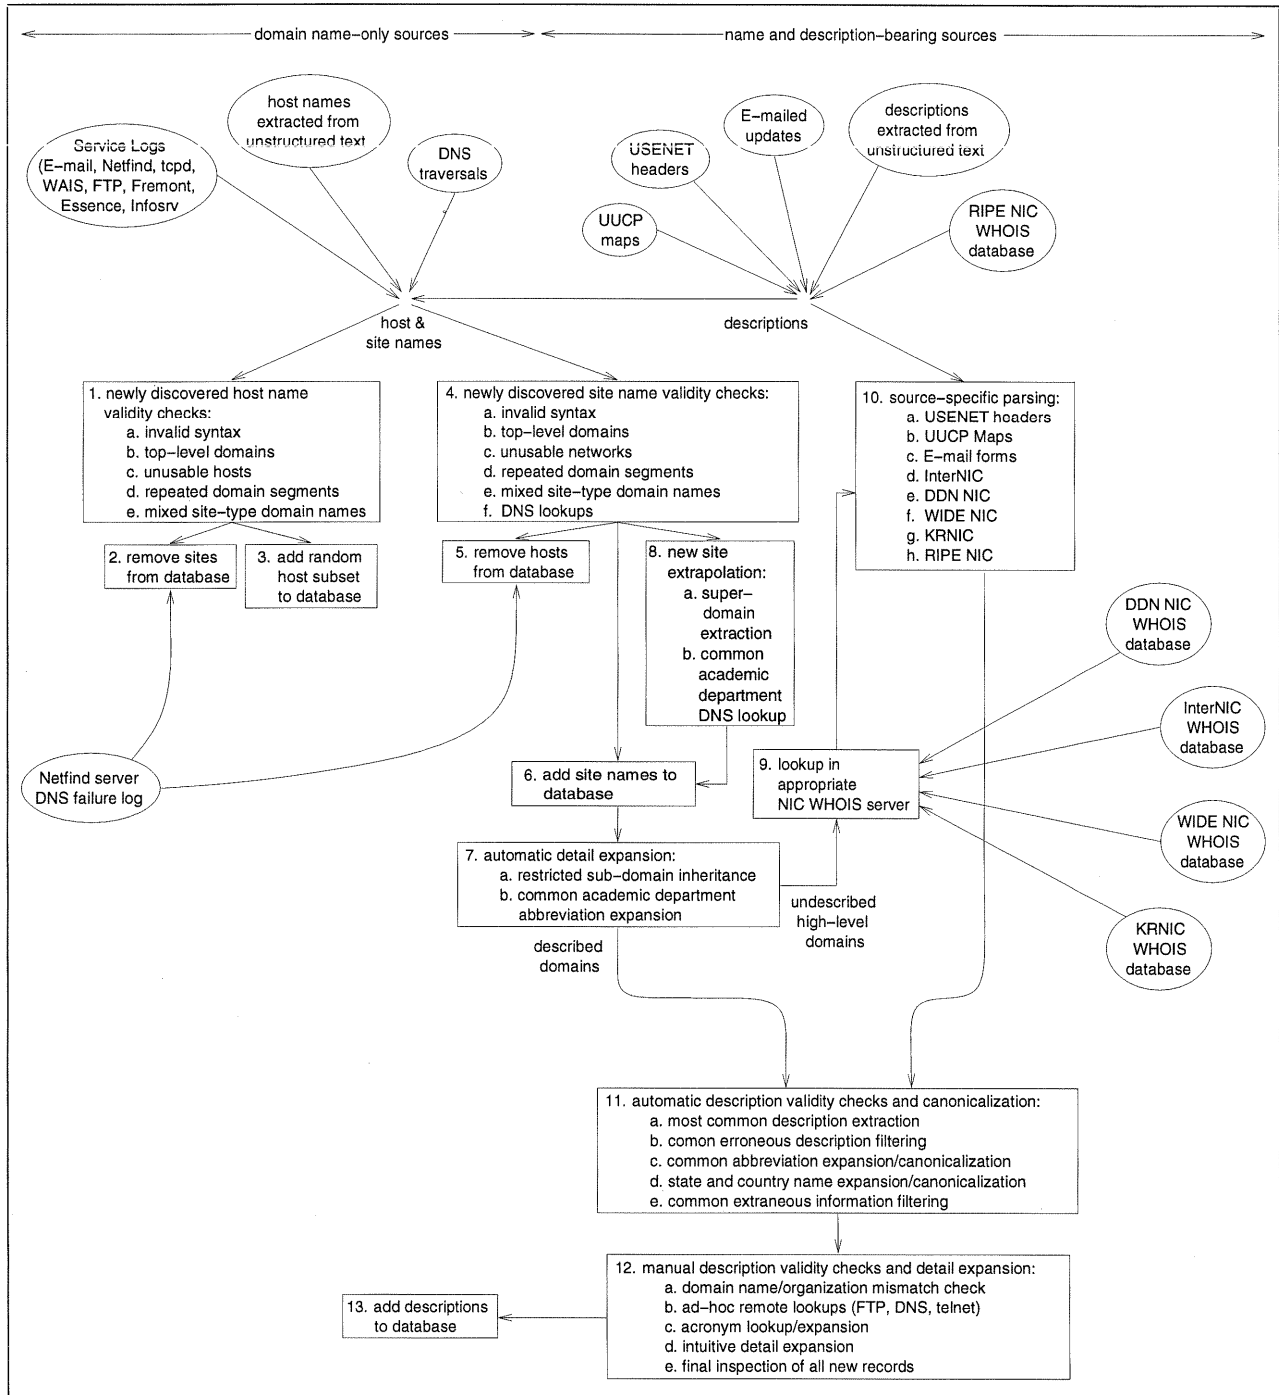 domain name–only sources
name and description–bearing sources
host names
extracted from
unstructured text
Service Logs
(E–mail, Netfind, tcpd,
WAIS, FTP, Fremont,
Essence, Infosrv
DNS
traversals
UUCP
maps
USENET
headers
E–mailed
updates
descriptions
extracted from
unstructured text
RIPE NIC
WHOIS
database
host &
site names
descriptions
1. newly discovered host name
validity checks:
a. invalid syntax
b. top–level domains
c. unusable hosts
d. repeated domain segments
e. mixed site–type domain names
4. newly discovered site name validity checks:
a. invalid syntax
b. top–level domains
c. unusable networks
d. repeated domain segments
e. mixed site–type domain names
f. DNS lookups
10. source–specific parsing:
a. USENET headers
b. UUCP Maps
c. E–mail forms
d. InterNIC
e. DDN NIC
f. WIDE NIC
g. KRNIC
h. RIPE NIC
2. remove sites
from database
3. add random
host subset
to database
5. remove hosts
from database
8. new site
extrapolation:
a. super–
domain
extraction
b. common
academic
department
DNS lookup
DDN NIC
WHOIS
database
InterNIC
WHOIS
database
WIDE NIC
WHOIS
database
KRNIC
WHOIS
database
Netfind server
DNS failure log
6. add site names to
database
9. lookup in
appropriate
NIC WHOIS server
7. automatic detail expansion:
a. restricted sub–domain inheritance
b. common academic department
abbreviation expansion
undescribed
high–level
domains
described
domains
11. automatic description validity checks and canonicalization:
a. most common description extraction
b. comon erroneous description filtering
c. common abbreviation expansion/canonicalization
d. state and country name expansion/canonicalization
e. common extraneous information filtering
12. manual description validity checks and detail expansion:
a. domain name/organization mismatch check
b. ad–hoc remote lookups (FTP, DNS, telnet)
c. acronym lookup/expansion
d. intuitive detail expansion
e. final inspection of all new records
13. add descriptions
to database